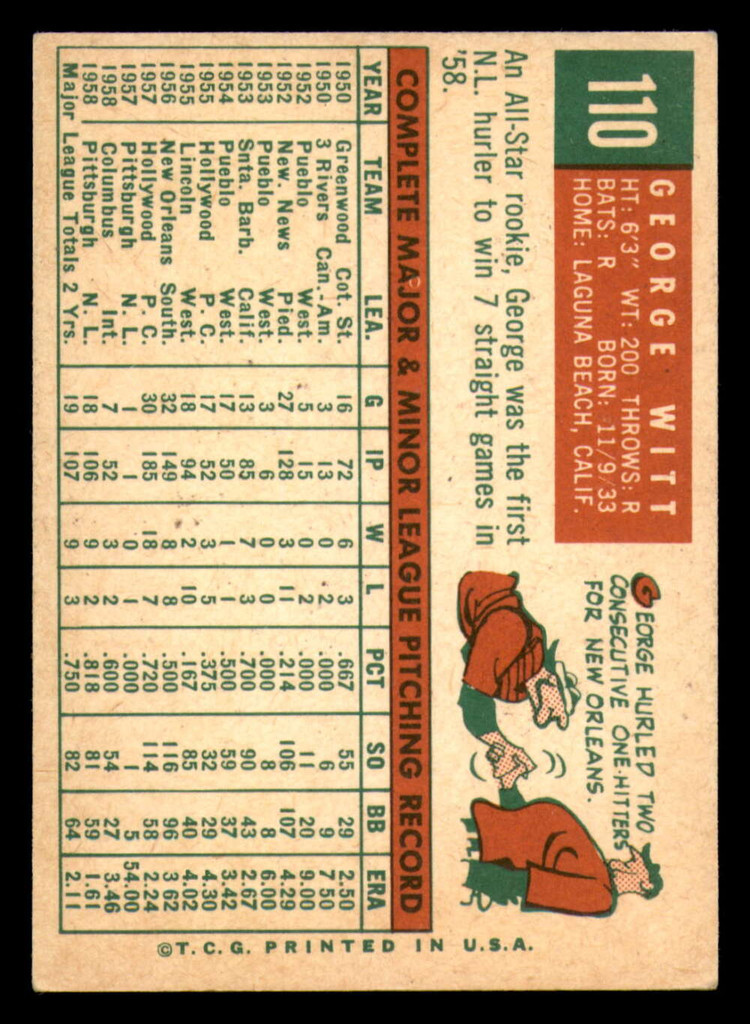 110
GEORGE WITT
HT: 6'3" WT: 200 THROWS: R
BATS: R BORN: 11/9/33
HOME: LAGUNA BEACH, CALIF.
GEORGE HURLED TWO
CONSECUTIVE ONE-HITTERS
FOR NEW ORLEANS.
An All-Star rookie, George was the first
N.L. hurler to win 7 straight games in
'58.
COMPLETE MAJOR & MINOR LEAGUE PITCHING RECORD
YEAR TEAM LEA. G IP W L PCT SO BB ERA
1950 Greenwood Cot. St. 16 72 6 3 .667 55 29 2.50
1950 3 Rivers Can.-Am. 3 13 0 2 .000 6 9 7.50
1952 Pueblo West. 5 15 0 2 .000 11 20 9.00
1952 New. News Pied. 27 128 3 11 .214 106 107 4.29
1953 Pueblo West. 3 6 0 0 .000 8 8 6.00
1953 Snta. Barb. Calif. 13 85 7 3 .700 90 43 2.67
1954 Pueblo West. 17 50 1 1 .500 59 37 3.42
1955 Hollywood P. C. 17 52 3 5 .375 32 29 4.30
1955 Lincoln West. 18 94 2 10 .167 85 40 4.02
1956 New Orleans South. 32 149 8 8 .500 116 96 3.62
1957 Hollywood P. C. 30 185 18 7 .720 114 58 2.24
1957 Pittsburgh N. L. 1 1 0 1 .000 1 5 54.00
1958 Columbus Int. 7 52 3 2 .600 54 27 3.46
1958 Pittsburgh N. L. 18 106 9 2 .818 81 59 1.61
Major League Totals 2 Yrs. 19 107 9 3 .750 82 64 2.11
©T.C.G. PRINTED IN U.S.A.